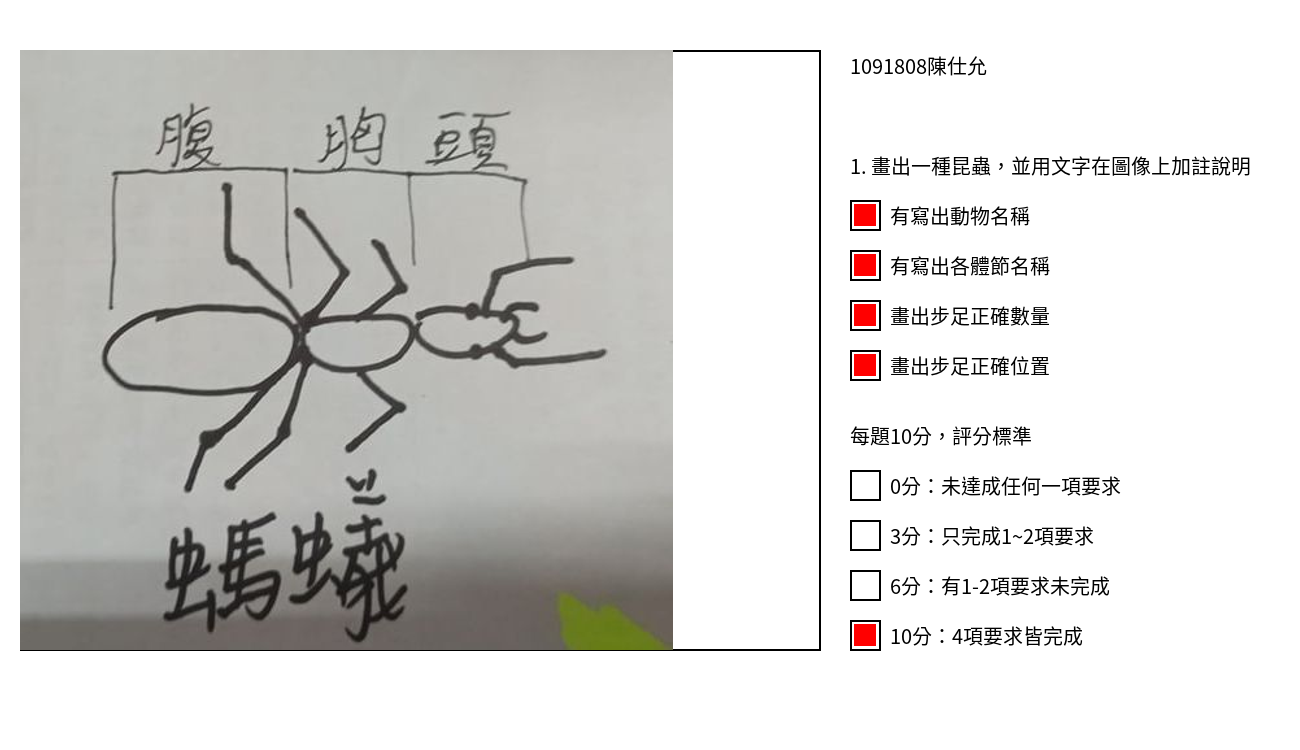 腹 胸 頭
螞蟻
1091808陳仕允
1. 畫出一種昆蟲，並用文字在圖像上加註說明
有寫出動物名稱
有寫出各體節名稱
畫出步足正確數量
畫出步足正確位置
每題10分，評分標準
0分：未達成任何一項要求
3分：只完成1~2項要求
6分：有1-2項要求未完成
10分：4項要求皆完成